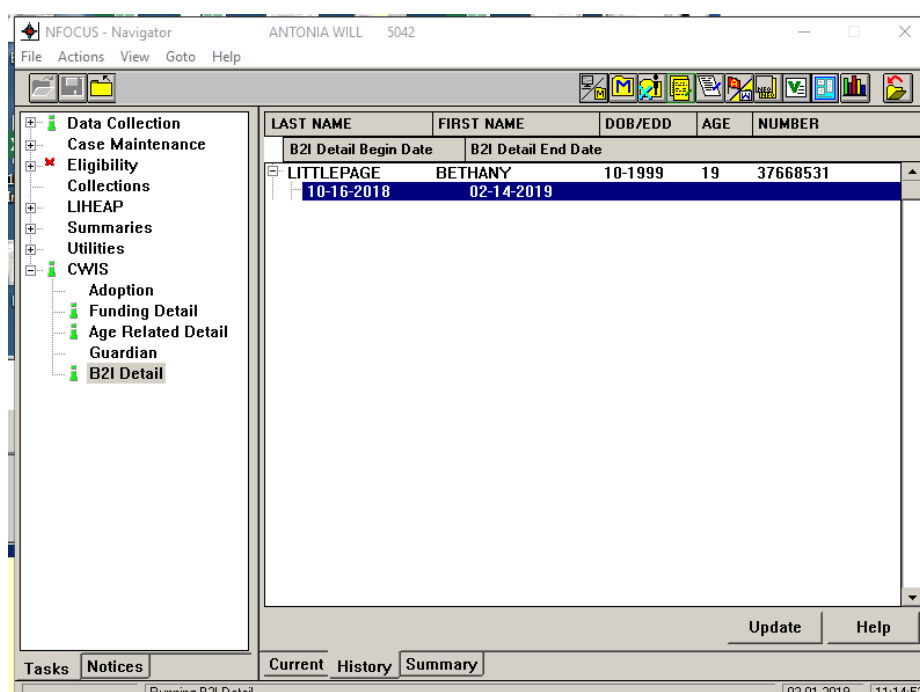 NFOCUS - Navigator ANTONIA WILL 5042
File Actions View Goto Help
Data Collection
Case Maintenance
Eligibility
Collections
LIHEAP
Summaries
Utilities
CWIS
Adoption
Funding Detail
Age Related Detail
Guardian
B2I Detail
LAST NAME FIRST NAME DOB/EDD AGE NUMBER
B2I Detail Begin Date B2I Detail End Date
LITTLEPAGE BETHANY 10-1999 19 37668531
10-16-2018 02-14-2019
Update Help
Tasks Notices
Current History Summary
Running B2I Detail